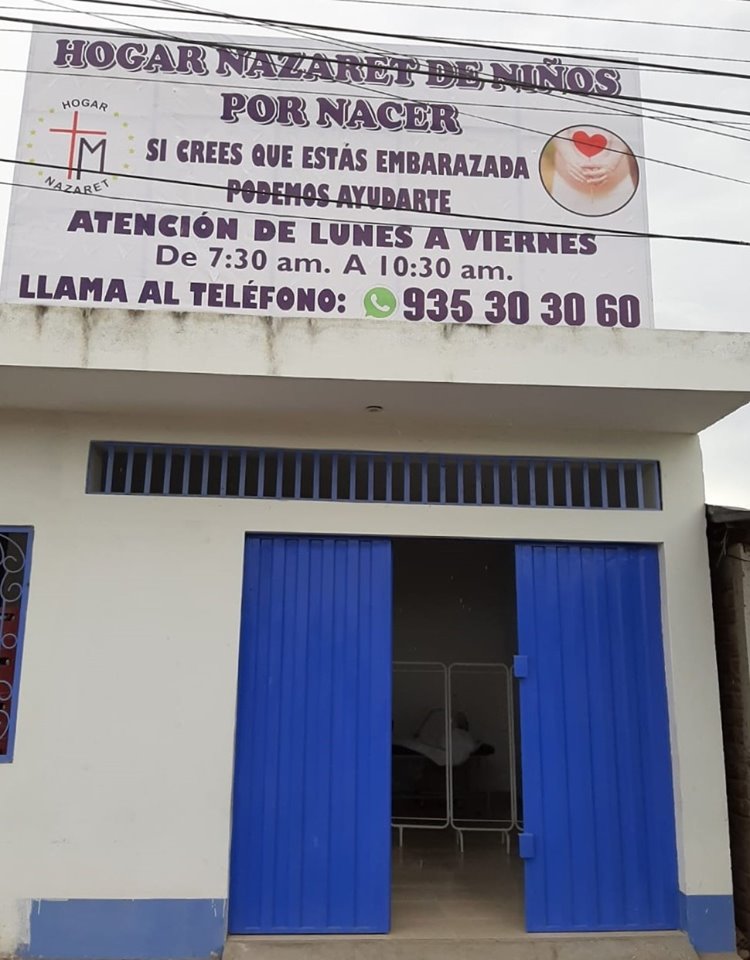 HOGAR NAZARET DE NIÑOS
POR NACER
HOGAR
M
NAZARET
SI CREES QUE ESTÁS EMBARAZADA
PODEMOS AYUDARTE
ATENCIÓN DE LUNES A VIERNES
De 7:30 am. A 10:30 am.
LLAMA AL TELÉFONO: 935 30 30 60